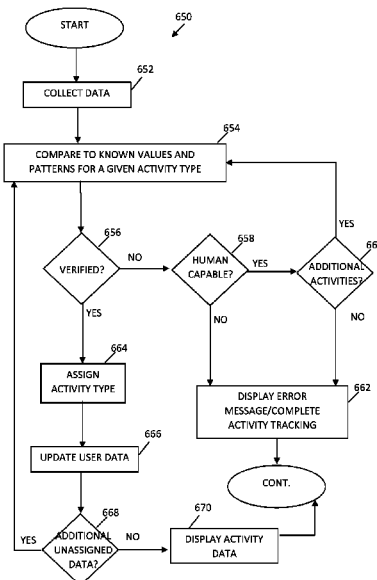 START
650
652
COLLECT DATA
654
COMPARE TO KNOWN VALUES AND
PATTERNS FOR A GIVEN ACTIVITY TYPE
YES
656
VERIFIED?
NO
658
HUMAN
CAPABLE?
YES
66
ADDITIONAL
ACTIVITIES?
YES
NO
NO
664
ASSIGN
ACTIVITY TYPE
662
DISPLAY ERROR
MESSAGE/COMPLETE
ACTIVITY TRACKING
666
UPDATE USER DATA
CONT.
668
YES
ADDITIONAL
UNASSIGNED
DATA?
NO
670
DISPLAY ACTIVITY
DATA